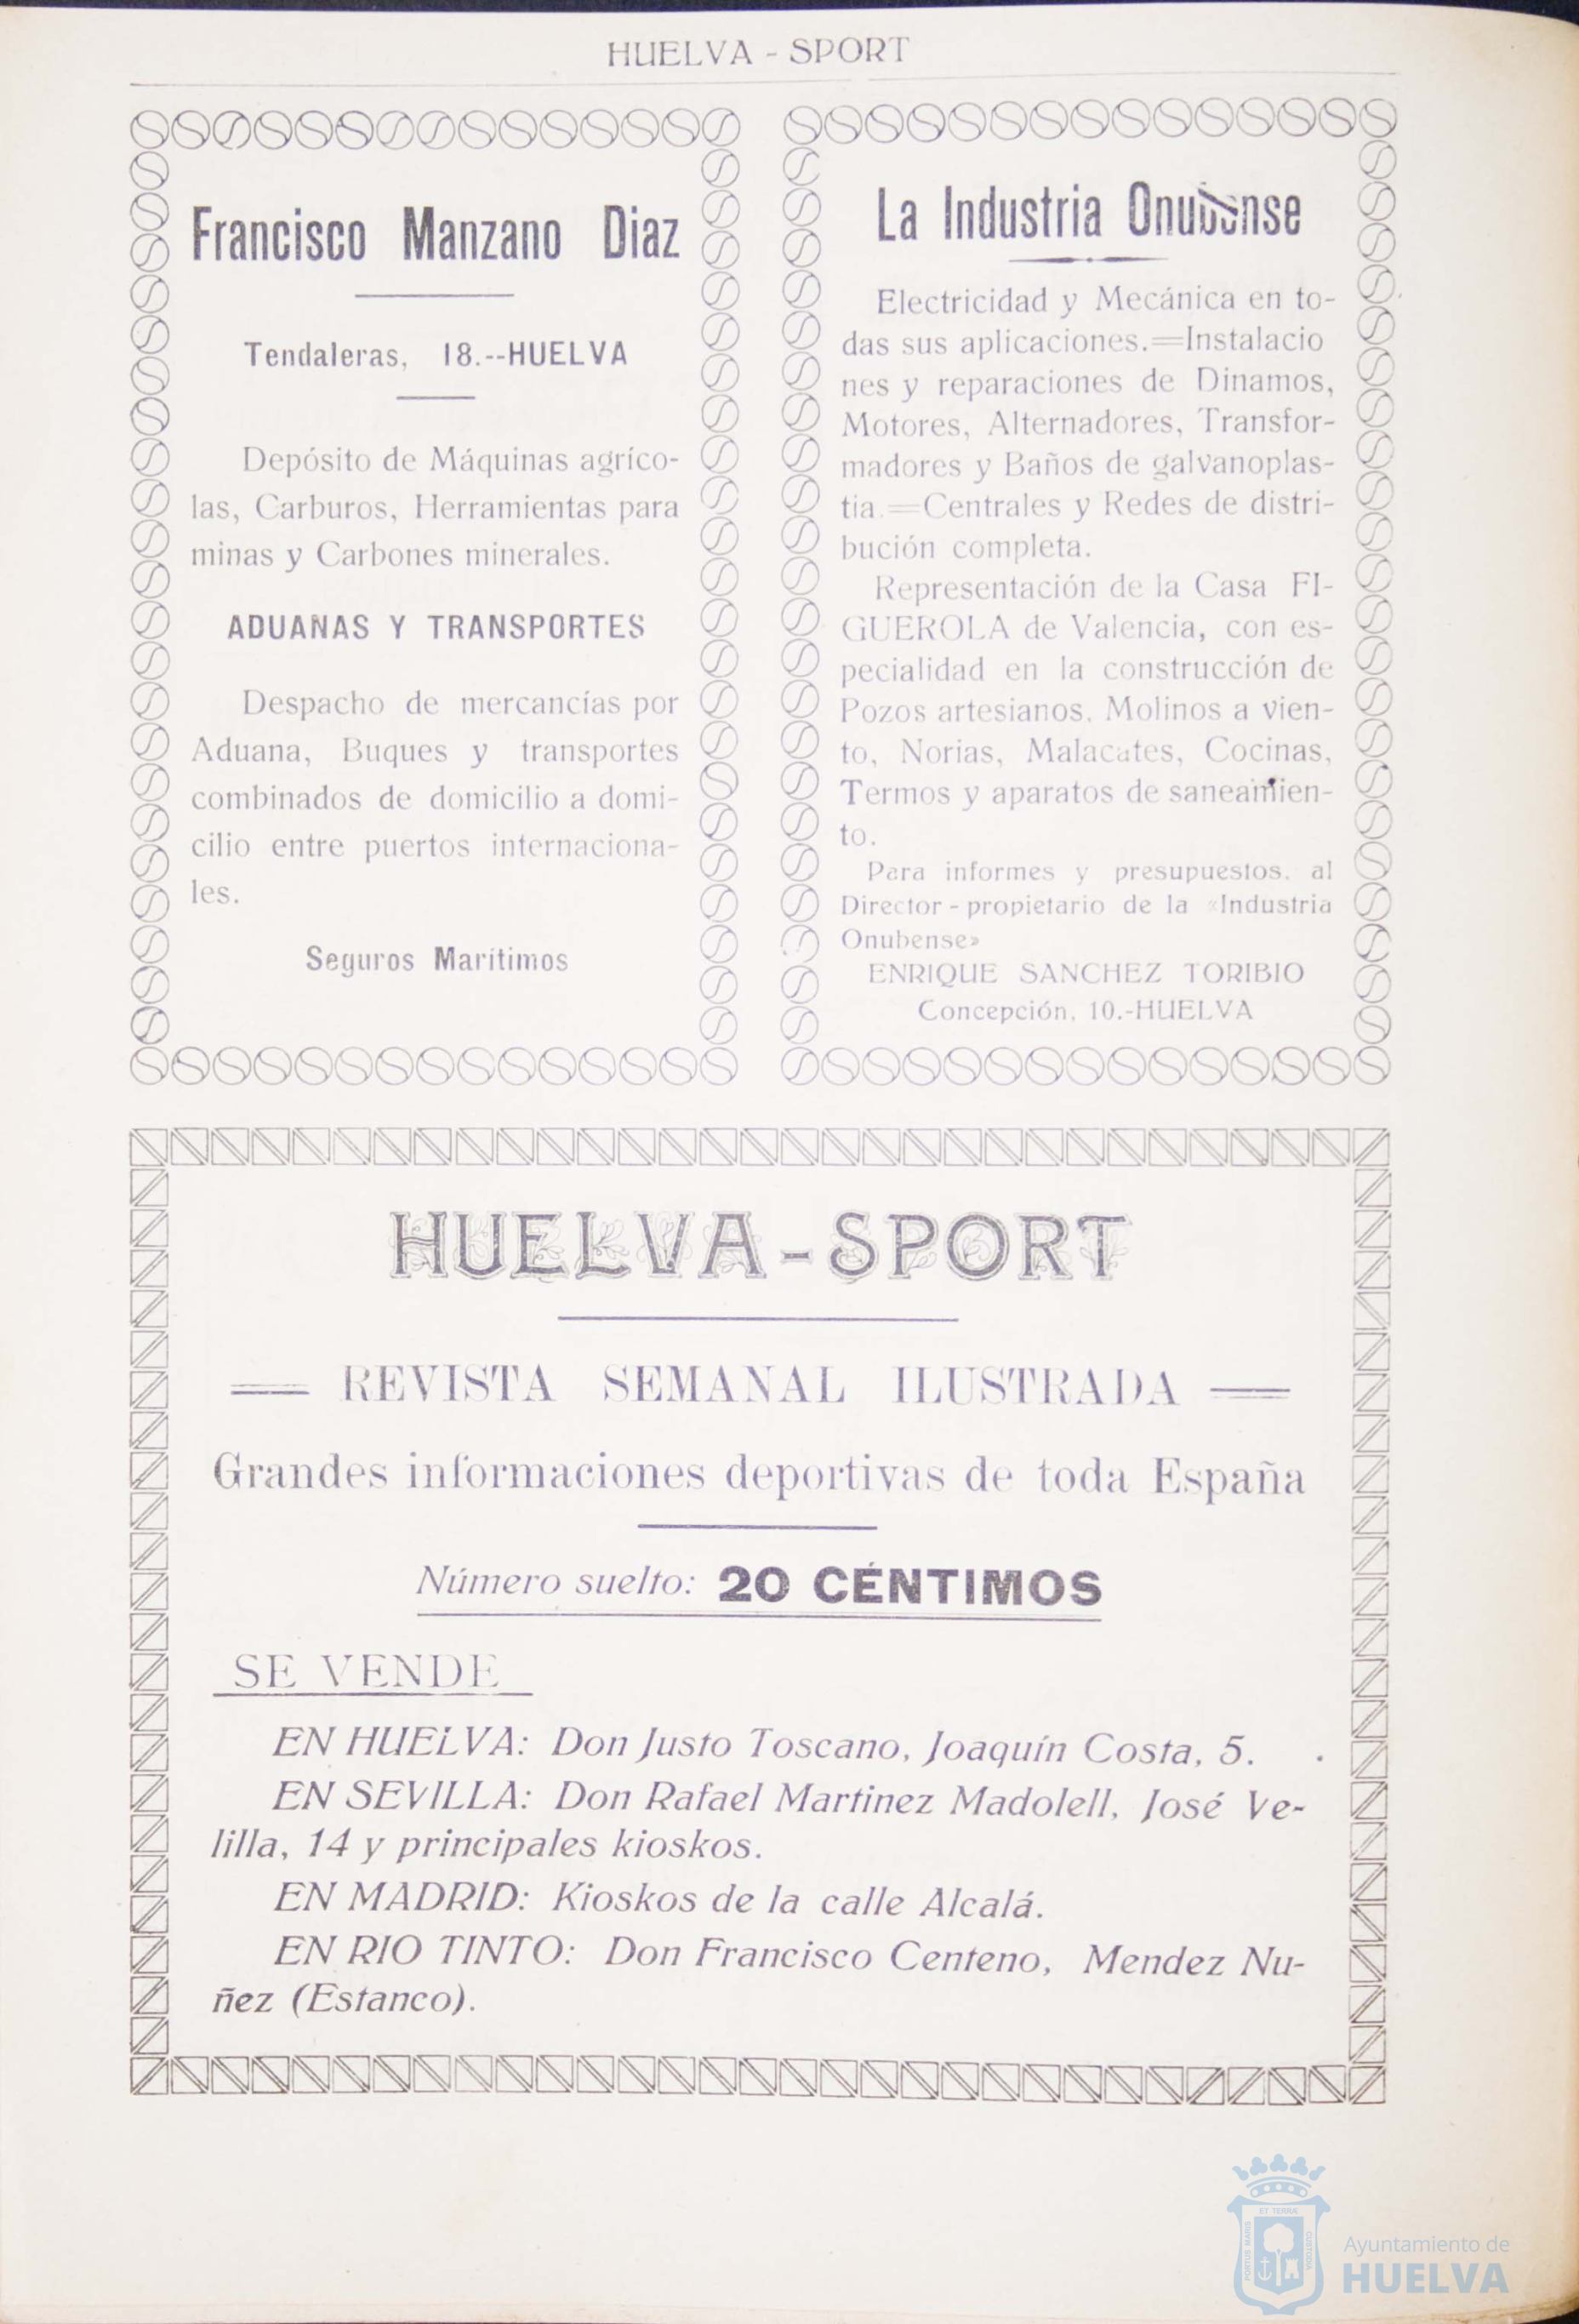 HUELVA - SPORT
Francisco Manzano Diaz
Tendaleras, 18.--HUELVA
Depósito de Máquinas agríco-
las, Carburos, Herramientas para
minas y Carbones minerales.
ADUANAS Y TRANSPORTES
Despacho de mercancías por
Aduana, Buques y transportes
combinados de domicilio a domi-
cilio entre puertos internaciona-
les.
Seguros Marítimos
La Industria Onubense
Electricidad y Mecánica en to-
das sus aplicaciones.=Instalacio
nes y reparaciones de Dinamos,
Motores, Alternadores, Transfor-
madores y Baños de galvanoplas-
tia.=Centrales y Redes de distri-
bución completa.
Representación de la Casa FI-
GUEROLA de Valencia, con es-
pecialidad en la construcción de
Pozos artesianos, Molinos a vien-
to, Norias, Malacates, Cocinas,
Termos y aparatos de saneamien-
to.
Para informes y presupuestos, al
Director-propietario de la «Industria
Onubense»
ENRIQUE SANCHEZ TORIBIO
Concepción, 10.-HUELVA
HUELVA-SPORT
REVISTA SEMANAL ILUSTRADA
Grandes informaciones deportivas de toda España
Número suelto: 20 CÉNTIMOS
SE VENDE
EN HUELVA: Don Justo Toscano, Joaquín Costa, 5.
EN SEVILLA: Don Rafael Martinez Madolell, José Ve-
lilla, 14 y principales kioskos.
EN MADRID: Kioskos de la calle Alcalá.
EN RIO TINTO: Don Francisco Centeno, Mendez Nu-
ñez (Estanco).
PORTUS MARIS
ET TERRÆ
CUSTODIA
Ayuntamiento de
HUELVA